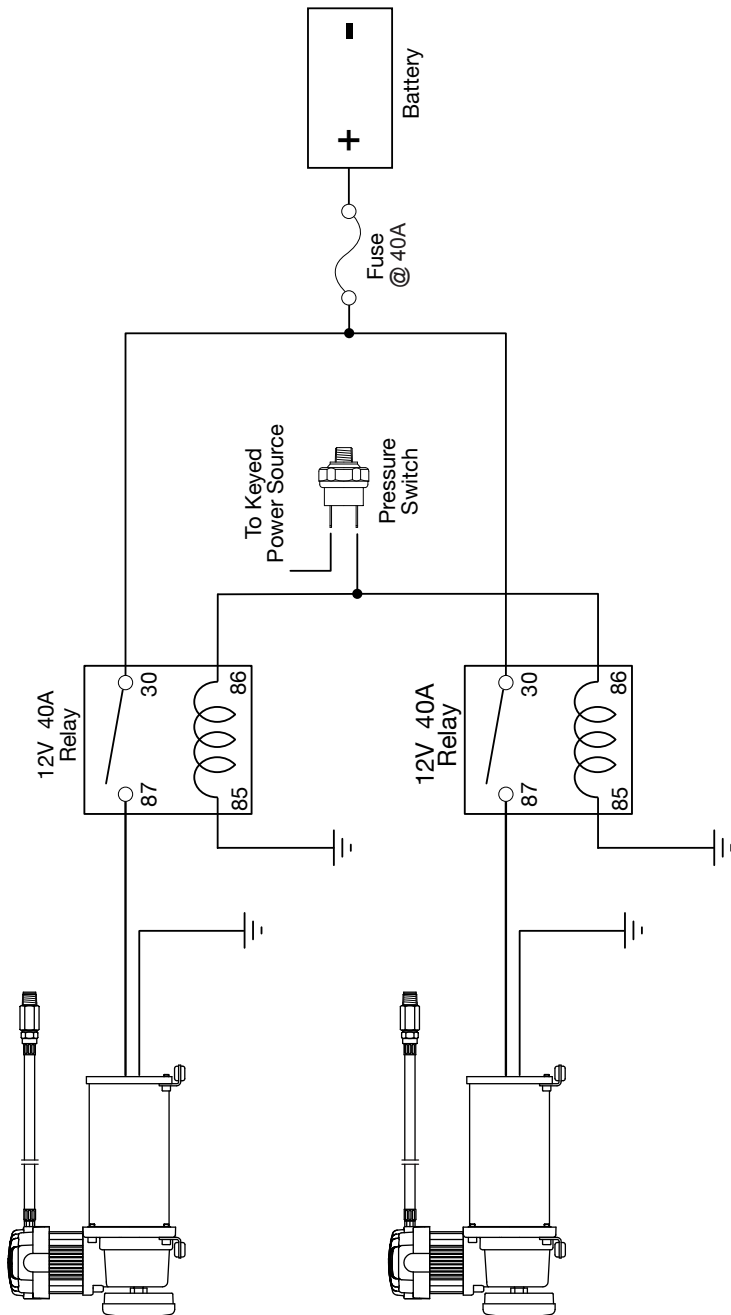 Battery
Fuse
@ 40A
To Keyed
Power Source
Pressure
Switch
12V 40A
Relay
30
87
86
85
12V 40A
Relay
30
87
86
85